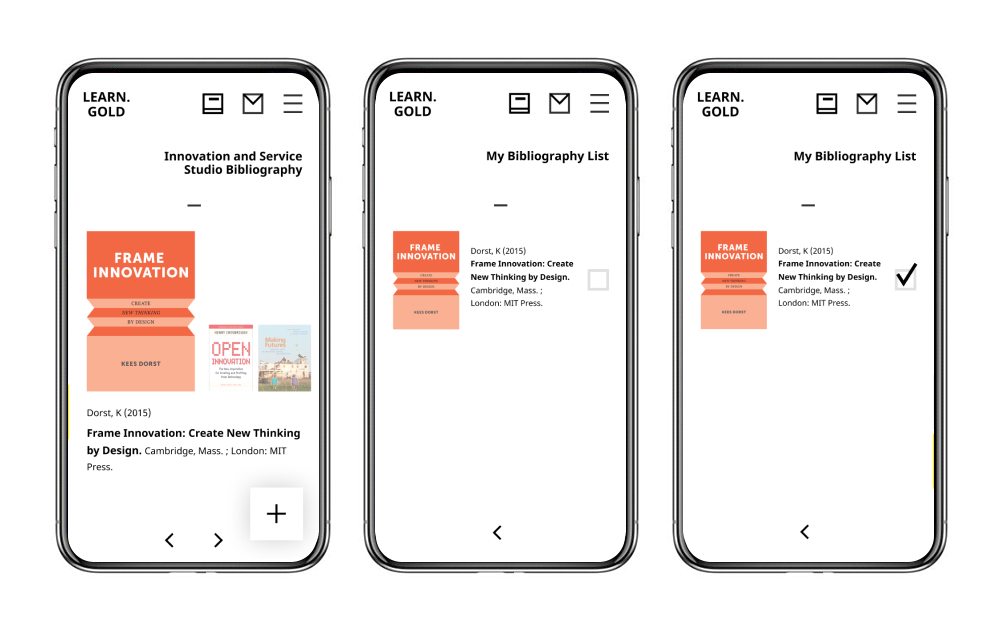 LEARN.
GOLD
Innovation and Service
Studio Bibliography
FRAME
INNOVATION
CREATE
NEW THINKING
BY DESIGN
KEES DORST
HENRY CHESBROUGH
OPEN
INNOVATION
Making
Futures
Dorst, K (2015)
Frame Innovation: Create New Thinking
by Design. Cambridge, Mass. ; London: MIT
Press.
LEARN.
GOLD
My Bibliography List
FRAME
INNOVATION
CREATE
NEW THINKING
BY DESIGN
KEES DORST
Dorst, K (2015)
Frame Innovation: Create
New Thinking by Design.
Cambridge, Mass. ;
London: MIT Press.
LEARN.
GOLD
My Bibliography List
FRAME
INNOVATION
CREATE
NEW THINKING
BY DESIGN
KEES DORST
Dorst, K (2015)
Frame Innovation: Create
New Thinking by Design.
Cambridge, Mass. ;
London: MIT Press.